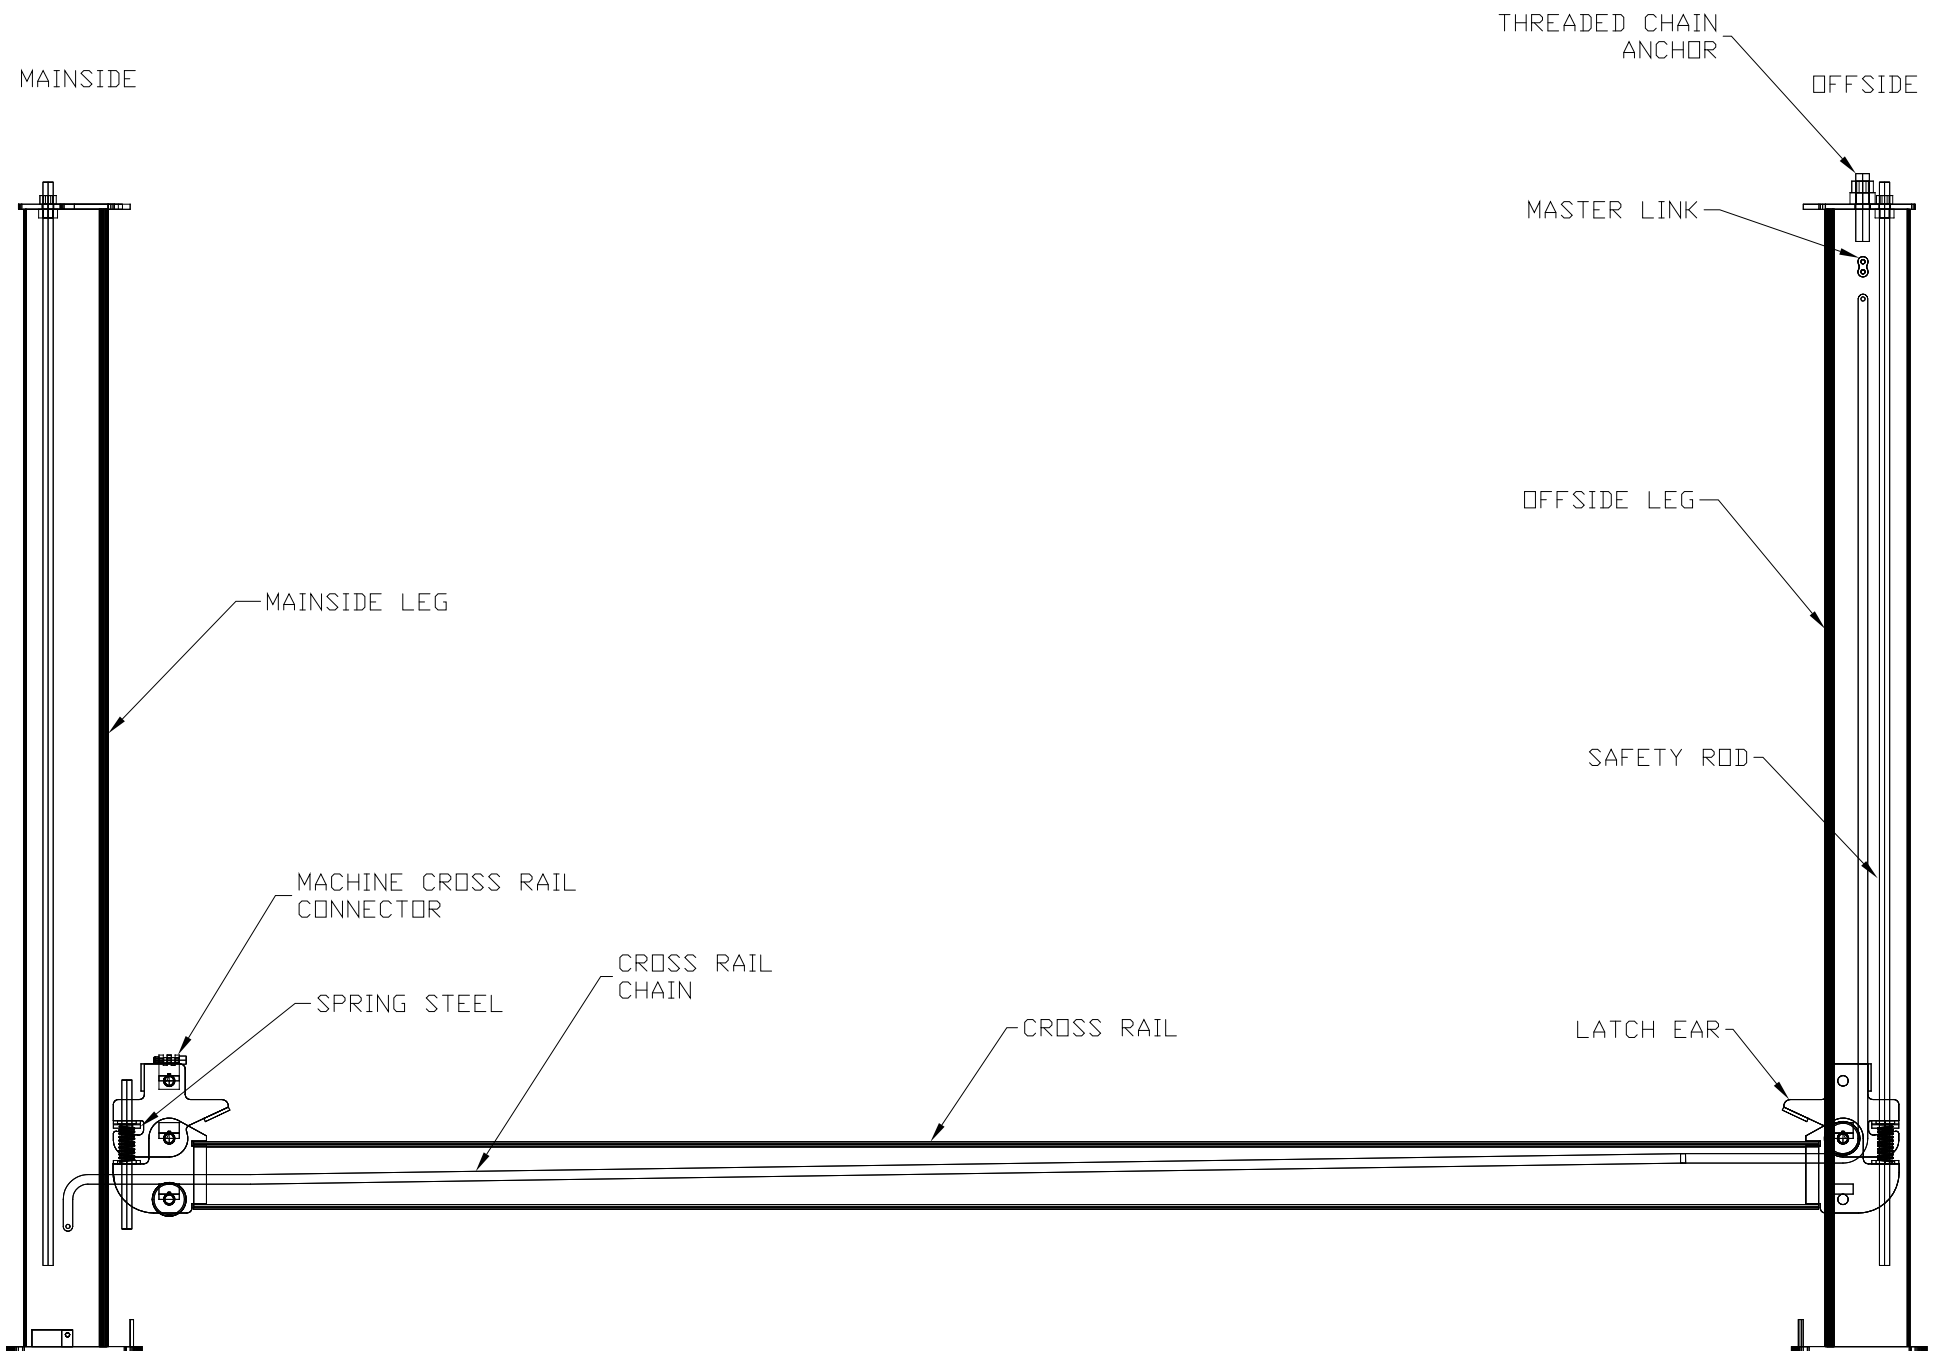 THREADED CHAIN
ANCHOR
MAINSIDE
OFFSIDE
MASTER LINK
OFFSIDE LEG
MAINSIDE LEG
SAFETY ROD
MACHINE CROSS RAIL
CONNECTOR
CROSS RAIL
CHAIN
SPRING STEEL
CROSS RAIL
LATCH EAR